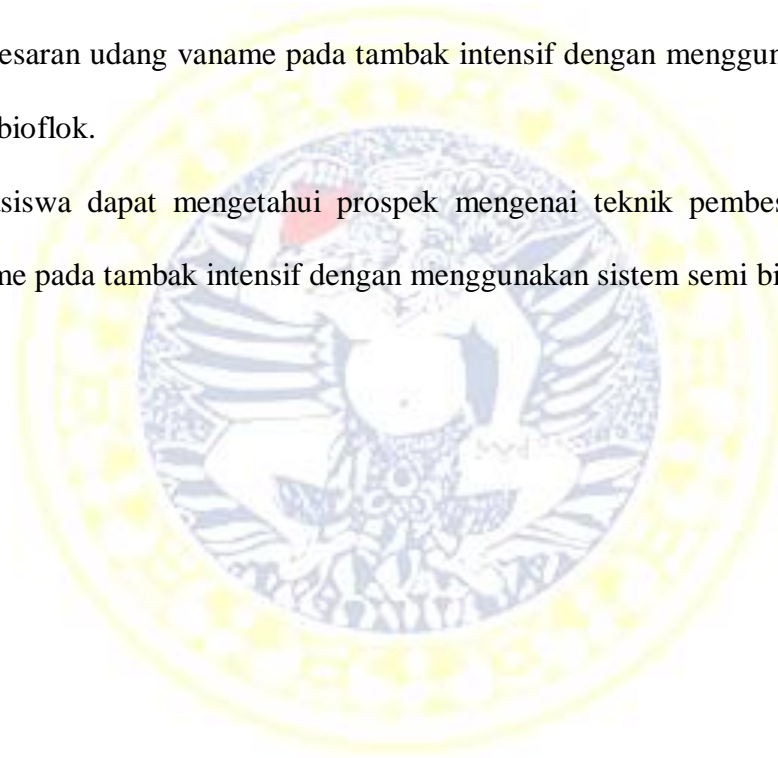 esaran udang vaname pada tambak intensif dengan menggun
bioflok.
siswa dapat mengetahui prospek mengenai teknik pembes
me pada tambak intensif dengan menggunakan sistem semi bi